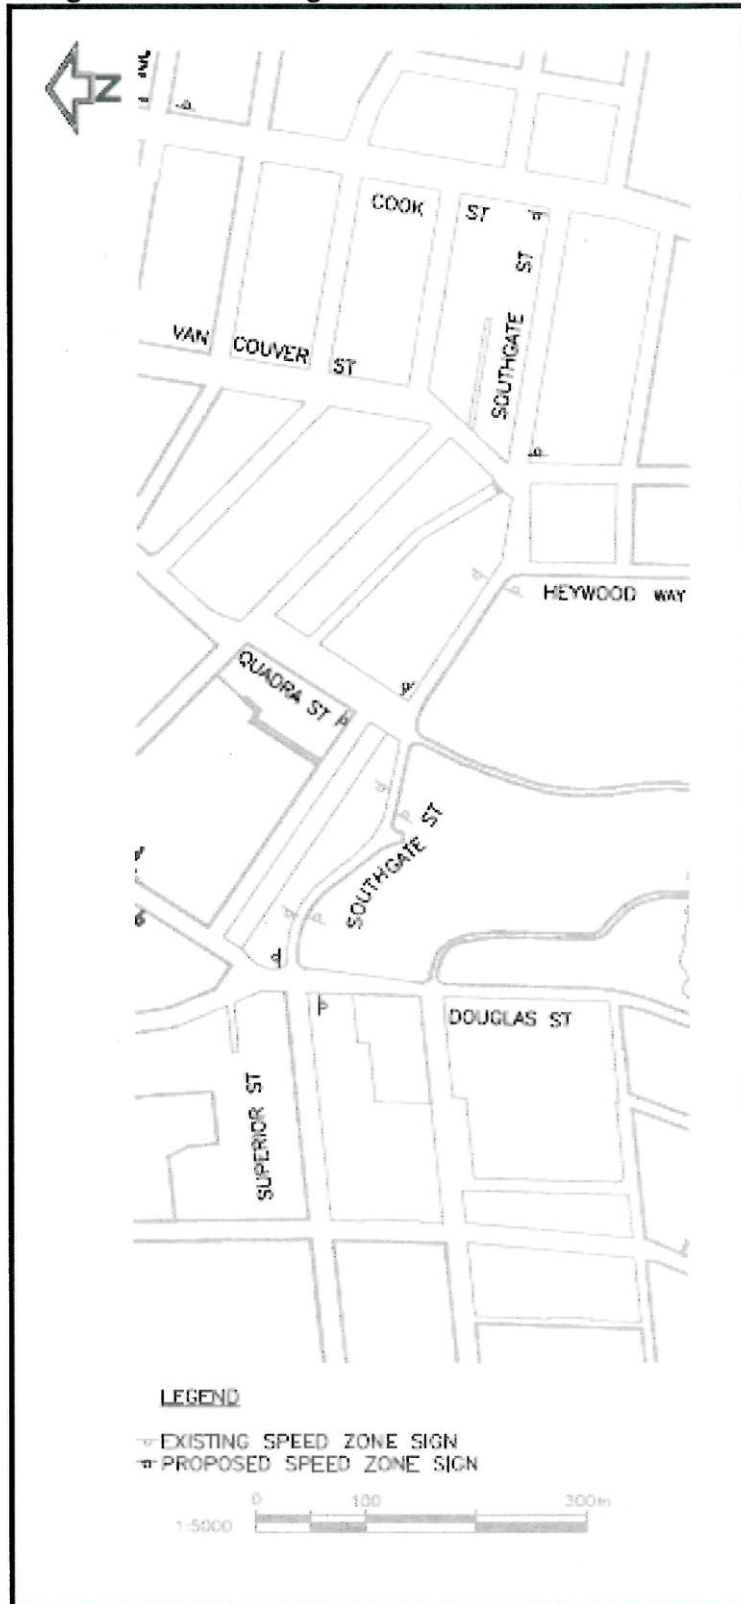 N
COOK ST
SOUTHGATE ST
VAN COUVER ST
HEYWOOD WAY
QUADRA ST
SOUTHGATE ST
DOUGLAS ST
SUPERIOR ST
LEGEND
EXISTING SPEED ZONE SIGN
PROPOSED SPEED ZONE SIGN
0 100 300m
1:5000